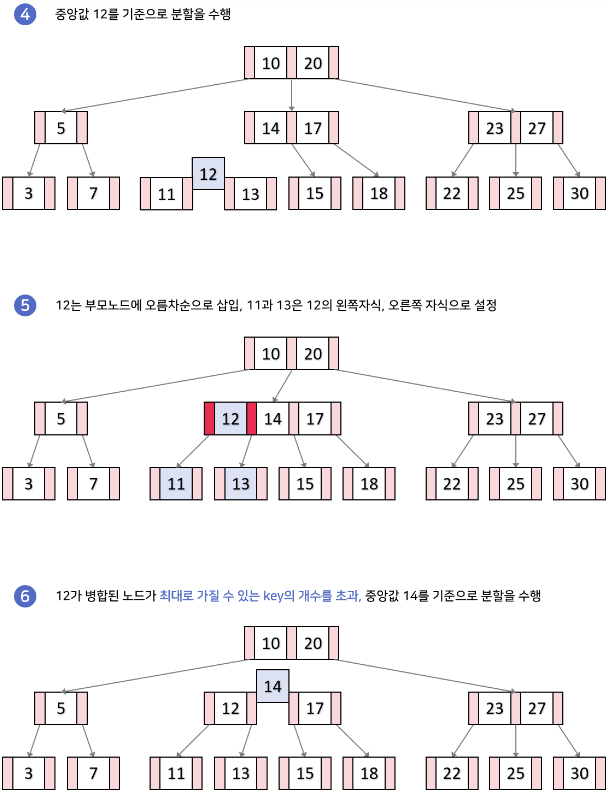 4 중앙값 12를 기준으로 분할을 수행
10 20
5 14 17 23 27
12
3 7 11 13 15 18 22 25 30
5 12는 부모노드에 오름차순으로 삽입, 11과 13은 12의 왼쪽자식, 오른쪽 자식으로 설정
10 20
5 12 14 17 23 27
3 7 11 13 15 18 22 25 30
6 12가 병합된 노드가 최대로 가질 수 있는 key의 개수를 초과, 중앙값 14를 기준으로 분할을 수행
10 20
14
5 12 17 23 27
3 7 11 13 15 18 22 25 30